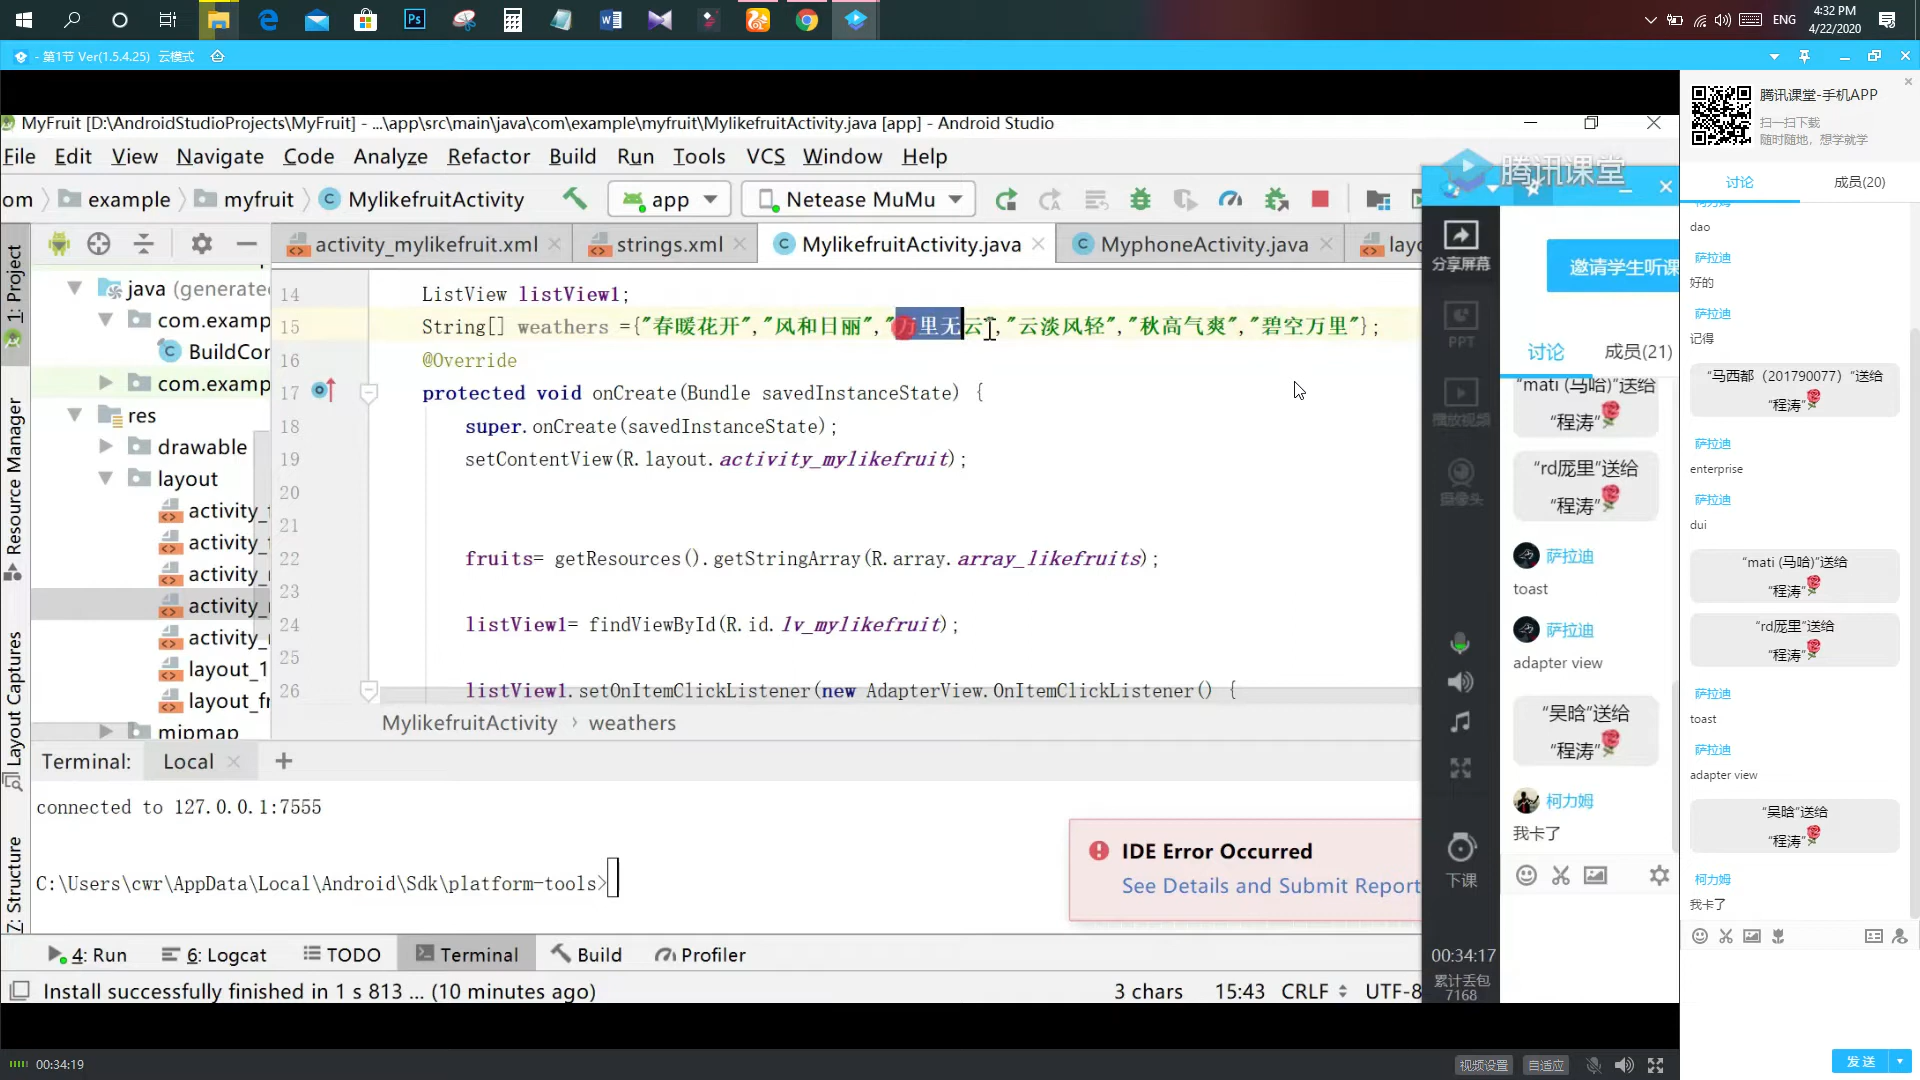 4:32 PM
ENG
4/22/2020
- 第1节 Ver(1.5.4.25) 云模式
MyFruit [D:\AndroidStudioProjects\MyFruit] - ...\app\src\main\java\com\example\myfruit\MylikefruitActivity.java [app] - Android Studio
File Edit View Navigate Code Analyze Refactor Build Run Tools VCS Window Help
om example myfruit MylikefruitActivity app Netease MuMu
activity_mylikefruit.xml strings.xml MylikefruitActivity.java MyphoneActivity.java layo
1: Project
Resource Manager
Layout Captures
Z: Structure
java (generate
com.examp
BuildCon
com.examp
res
drawable
layout
activity_
activity_
activity_
activity_
activity_
layout_1
layout_fr
mipmap
14 ListView listView1;
15 String[] weathers ={"春暖花开","风和日丽","万里无云","云淡风轻","秋高气爽","碧空万里"};
16 @Override
17 protected void onCreate(Bundle savedInstanceState) {
18 super.onCreate(savedInstanceState);
19 setContentView(R.layout.activity_mylikefruit);
20
21
22 fruits= getResources().getStringArray(R.array.array_likefruits);
23
24 listView1= findViewById(R.id.lv_mylikefruit);
25
26 listView1.setOnItemClickListener(new AdapterView.OnItemClickListener() {
MylikefruitActivity › weathers
Terminal: Local +
connected to 127.0.0.1:7555
C:\Users\cwr\AppData\Local\Android\Sdk\platform-tools>
IDE Error Occurred
See Details and Submit Report
4: Run 6: Logcat TODO Terminal Build Profiler
Install successfully finished in 1 s 813 ... (10 minutes ago)
3 chars 15:43 CRLF UTF-8
腾讯课堂
分享屏幕
PPT
播放视频
摄像头
下课
00:34:17
累计丢包
7168
邀请学生听课
讨论 成员(21)
"mati (马哈)"送给
"程涛"
"rd厖里"送给
"程涛"
萨拉迪
toast
萨拉迪
adapter view
"吴晗"送给
"程涛"
柯力姆
我卡了
腾讯课堂-手机APP
扫一扫下载
随时随地，想学就学
讨论 成员(20)
柯力姆
dao
萨拉迪
好的
萨拉迪
记得
"马西都（201790077）"送给
"程涛"
萨拉迪
enterprise
萨拉迪
dui
"mati (马哈)"送给
"程涛"
"rd厖里"送给
"程涛"
萨拉迪
toast
萨拉迪
adapter view
"吴晗"送给
"程涛"
柯力姆
我卡了
发送
00:34:19
视频设置 自适应